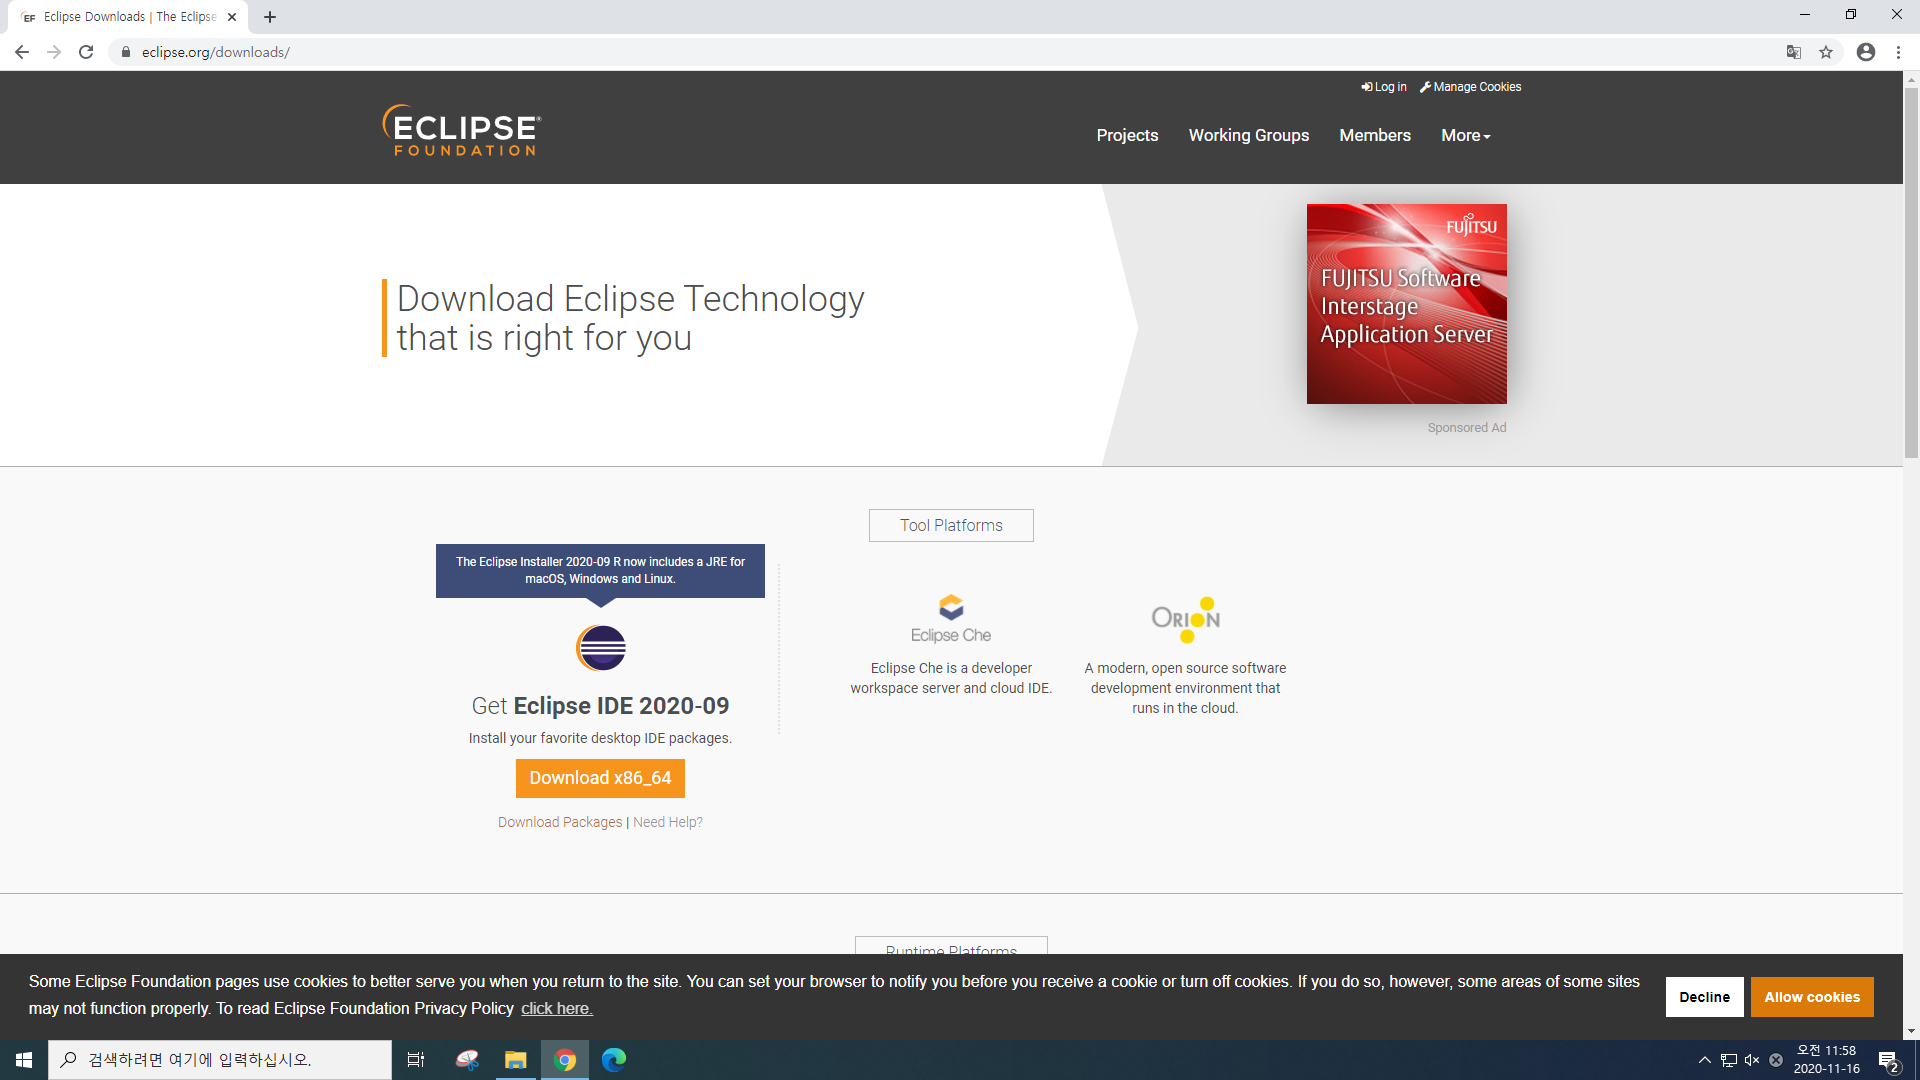 EF Eclipse Downloads | The Eclipse
eclipse.org/downloads/
Log in Manage Cookies
ECLIPSE®
FOUNDATION
Projects Working Groups Members More
FUJITSU
FUJITSU Software
Interstage
Application Server
Download Eclipse Technology
that is right for you
Sponsored Ad
Tool Platforms
The Eclipse Installer 2020-09 R now includes a JRE for
macOS, Windows and Linux.
Get Eclipse IDE 2020-09
Install your favorite desktop IDE packages.
Download x86_64
Download Packages | Need Help?
Eclipse Che
Eclipse Che is a developer
workspace server and cloud IDE.
ORION
A modern, open source software
development environment that
runs in the cloud.
Runtime Platforms
Some Eclipse Foundation pages use cookies to better serve you when you return to the site. You can set your browser to notify you before you receive a cookie or turn off cookies. If you do so, however, some areas of some sites
may not function properly. To read Eclipse Foundation Privacy Policy click here.
Decline
Allow cookies
검색하려면 여기에 입력하십시오.
오전 11:58
2020-11-16
2